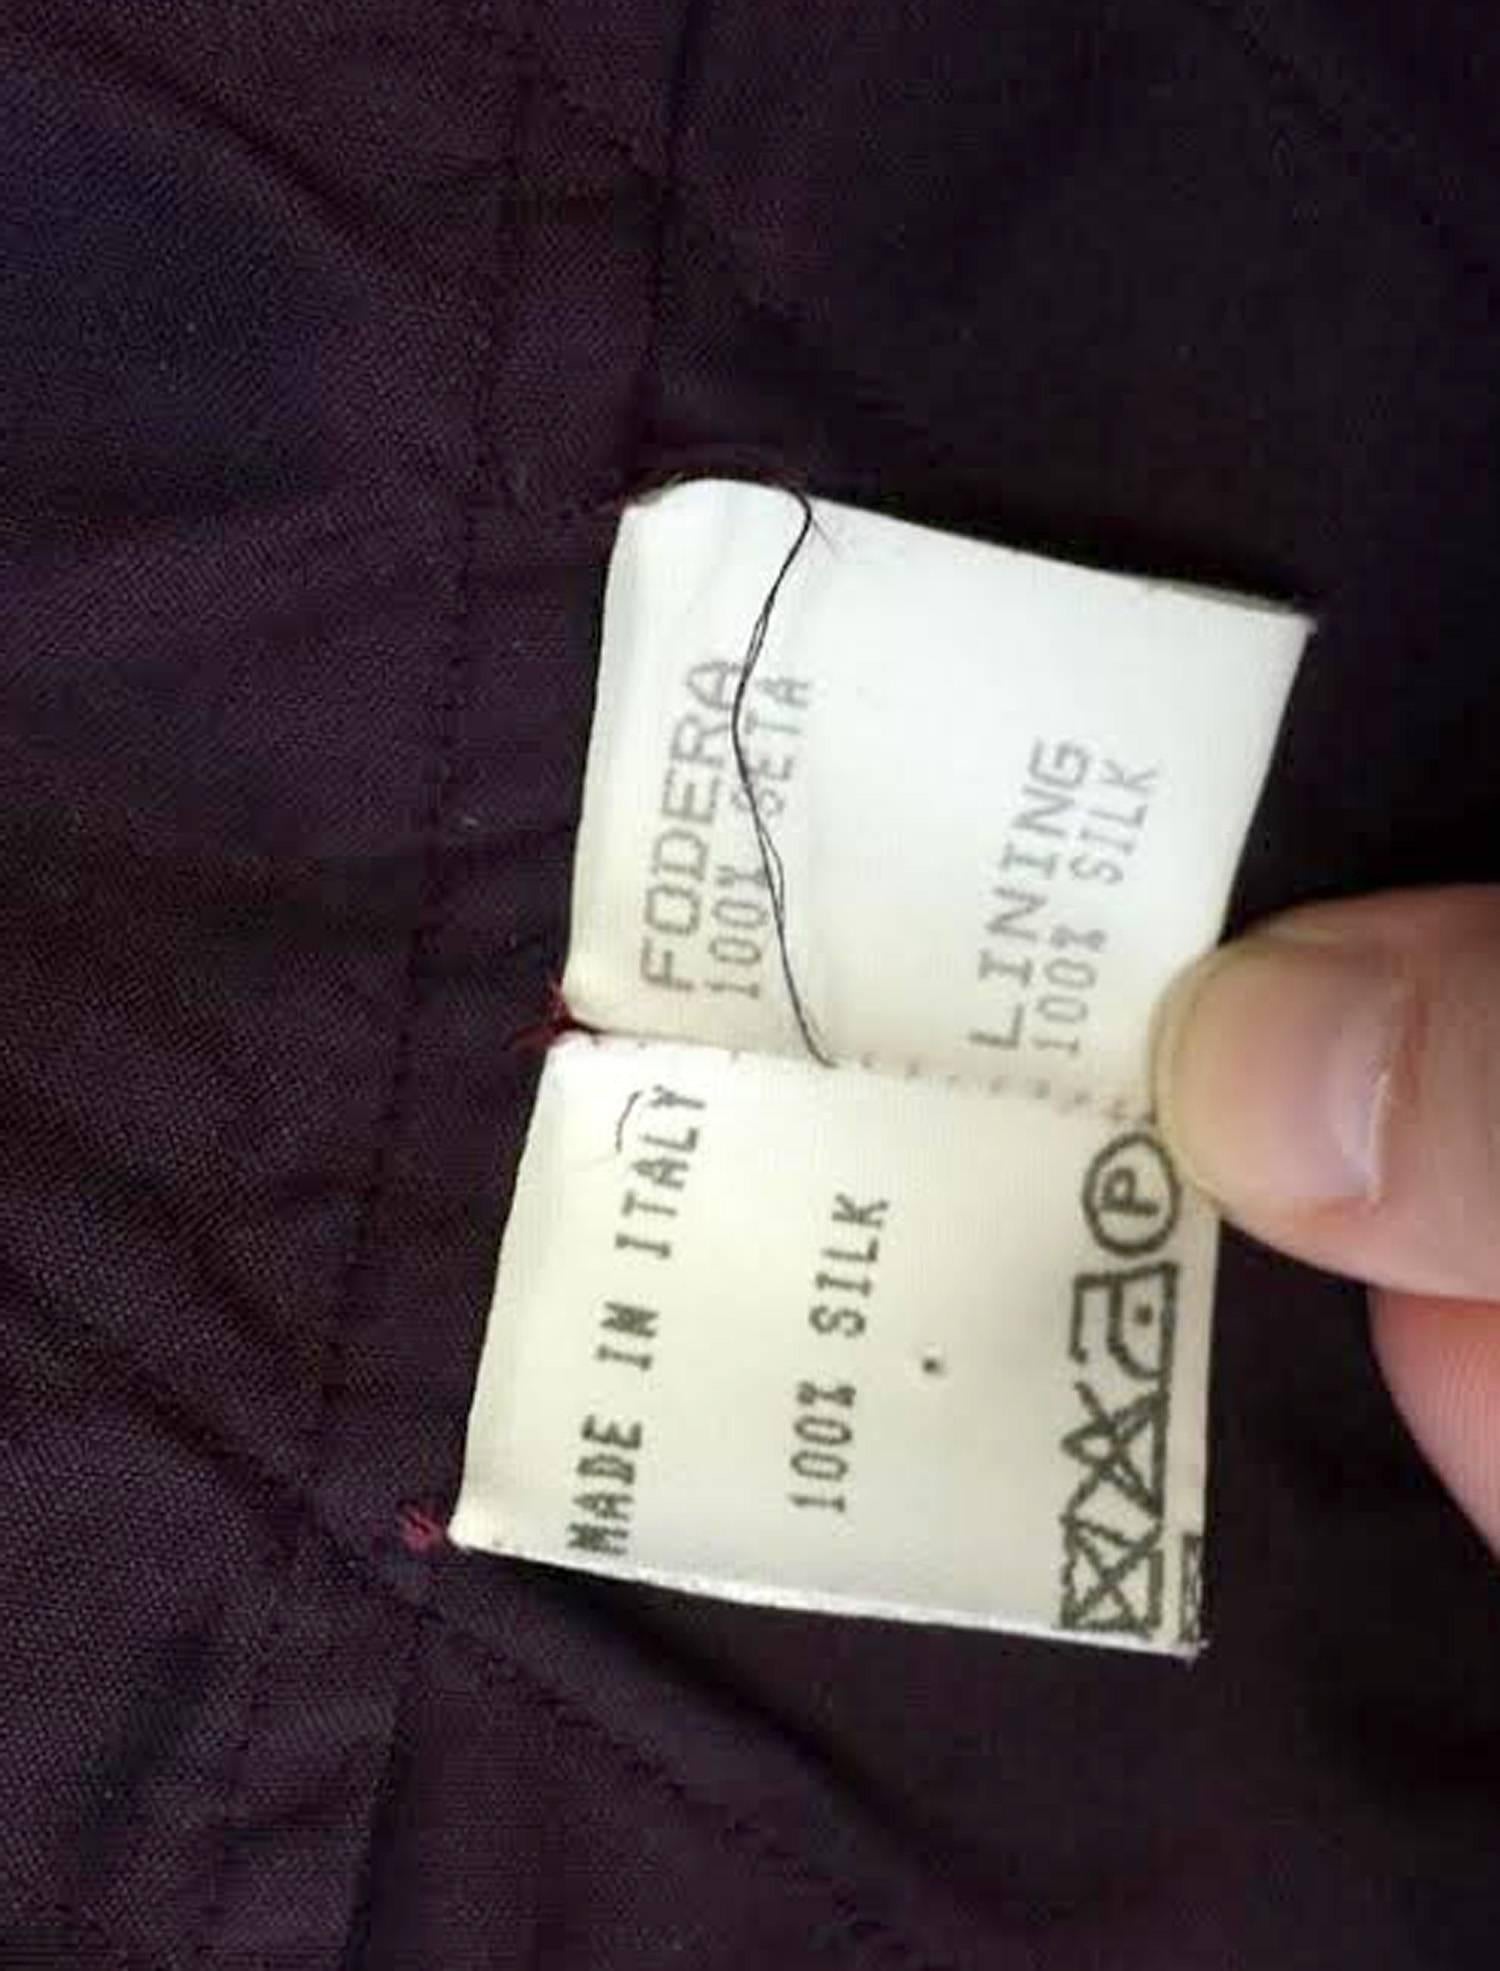 FODERA
100% SETA
LINING
100% SILK
MADE IN ITALY
100% SILK
P